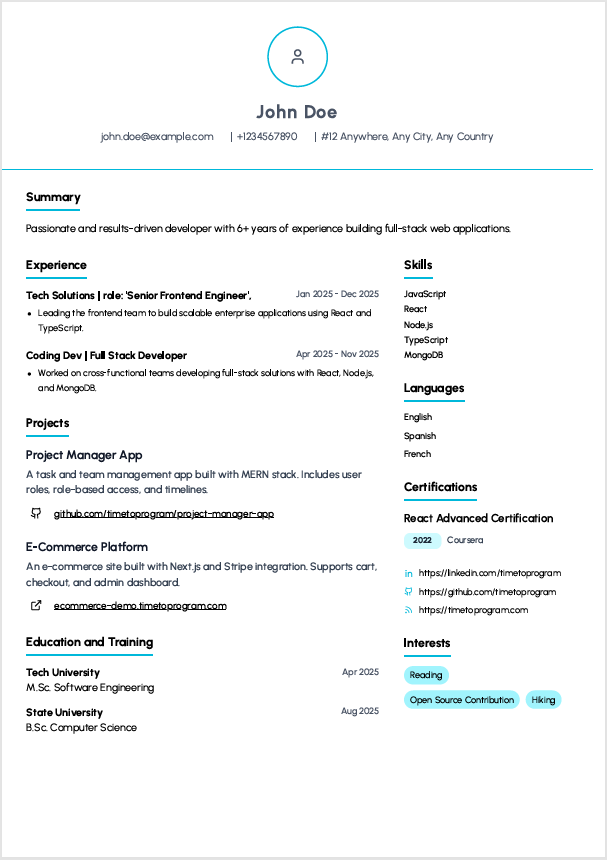 John Doe
john.doe@example.com | +1234567890 | #12 Anywhere, Any City, Any Country
Summary
Passionate and results-driven developer with 6+ years of experience building full-stack web applications.
Experience
Tech Solutions | role: 'Senior Frontend Engineer', Jan 2025 - Dec 2025
• Leading the frontend team to build scalable enterprise applications using React and
TypeScript.
Coding Dev | Full Stack Developer Apr 2025 - Nov 2025
• Worked on cross-functional teams developing full-stack solutions with React, Node.js,
and MongoDB.
Projects
Project Manager App
A task and team management app built with MERN stack. Includes user
roles, role-based access, and timelines.
github.com/timetoprogram/project-manager-app
E-Commerce Platform
An e-commerce site built with Next.js and Stripe integration. Supports cart,
checkout, and admin dashboard.
ecommerce-demo.timetoprogram.com
Education and Training
Tech University Apr 2025
M.Sc. Software Engineering
State University Aug 2025
B.Sc. Computer Science
Skills
JavaScript
React
Node.js
TypeScript
MongoDB
Languages
English
Spanish
French
Certifications
React Advanced Certification
2022 Coursera
https://linkedin.com/timetoprogram
https://github.com/timetoprogram
https://timetoprogram.com
Interests
Reading
Open Source Contribution Hiking